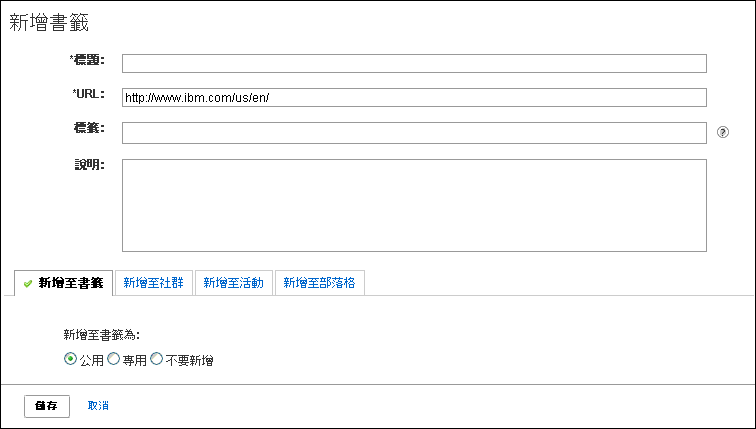 新增書籤
*標題:
*URL: http://www.ibm.com/us/en/
標籤: ?
說明:
新增至書籤 新增至社群 新增至活動 新增至部落格
新增至書籤為:
公用 專用 不要新增
儲存 取消